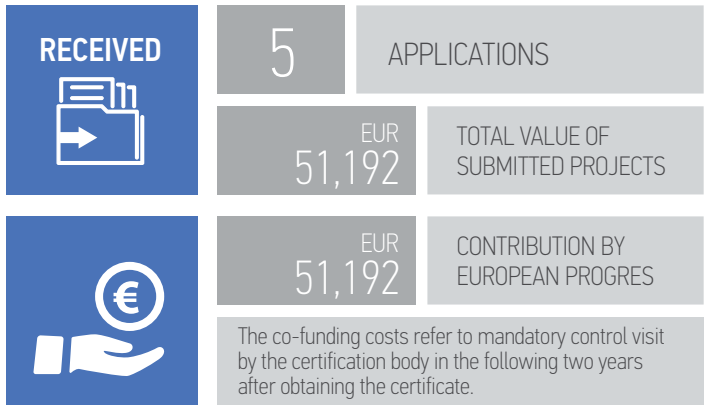 RECEIVED
5
APPLICATIONS
EUR
51,192
TOTAL VALUE OF
SUBMITTED PROJECTS
€
EUR
51,192
CONTRIBUTION BY
EUROPEAN PROGRES
The co-funding costs refer to mandatory control visit
by the certification body in the following two years
after obtaining the certificate.